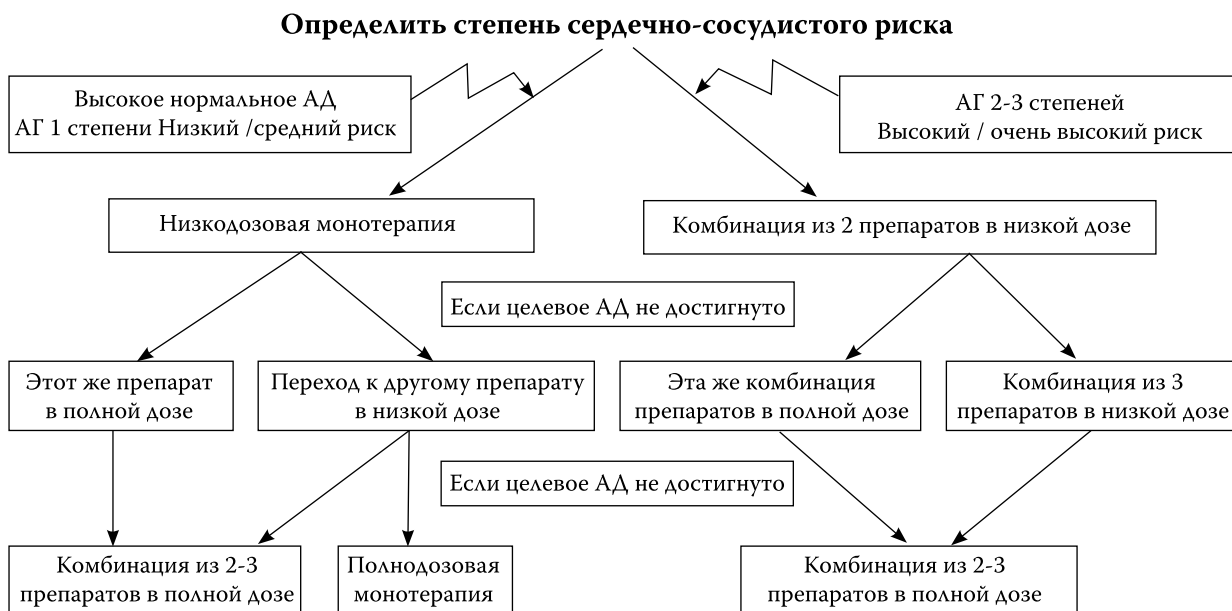 Определить степень сердечно-сосудистого риска
Высокое нормальное АД
АГ 1 степени Низкий /средний риск
АГ 2-3 степеней
Высокий / очень высокий риск
Низкодозовая монотерапия
Комбинация из 2 препаратов в низкой дозе
Если целевое АД не достигнуто
Этот же препарат
в полной дозе
Переход к другому препарату
в низкой дозе
Эта же комбинация
препаратов в полной дозе
Комбинация из 3
препаратов в низкой дозе
Если целевое АД не достигнуто
Комбинация из 2-3
препаратов в полной дозе
Полнодозовая
монотерапия
Комбинация из 2-3
препаратов в полной дозе